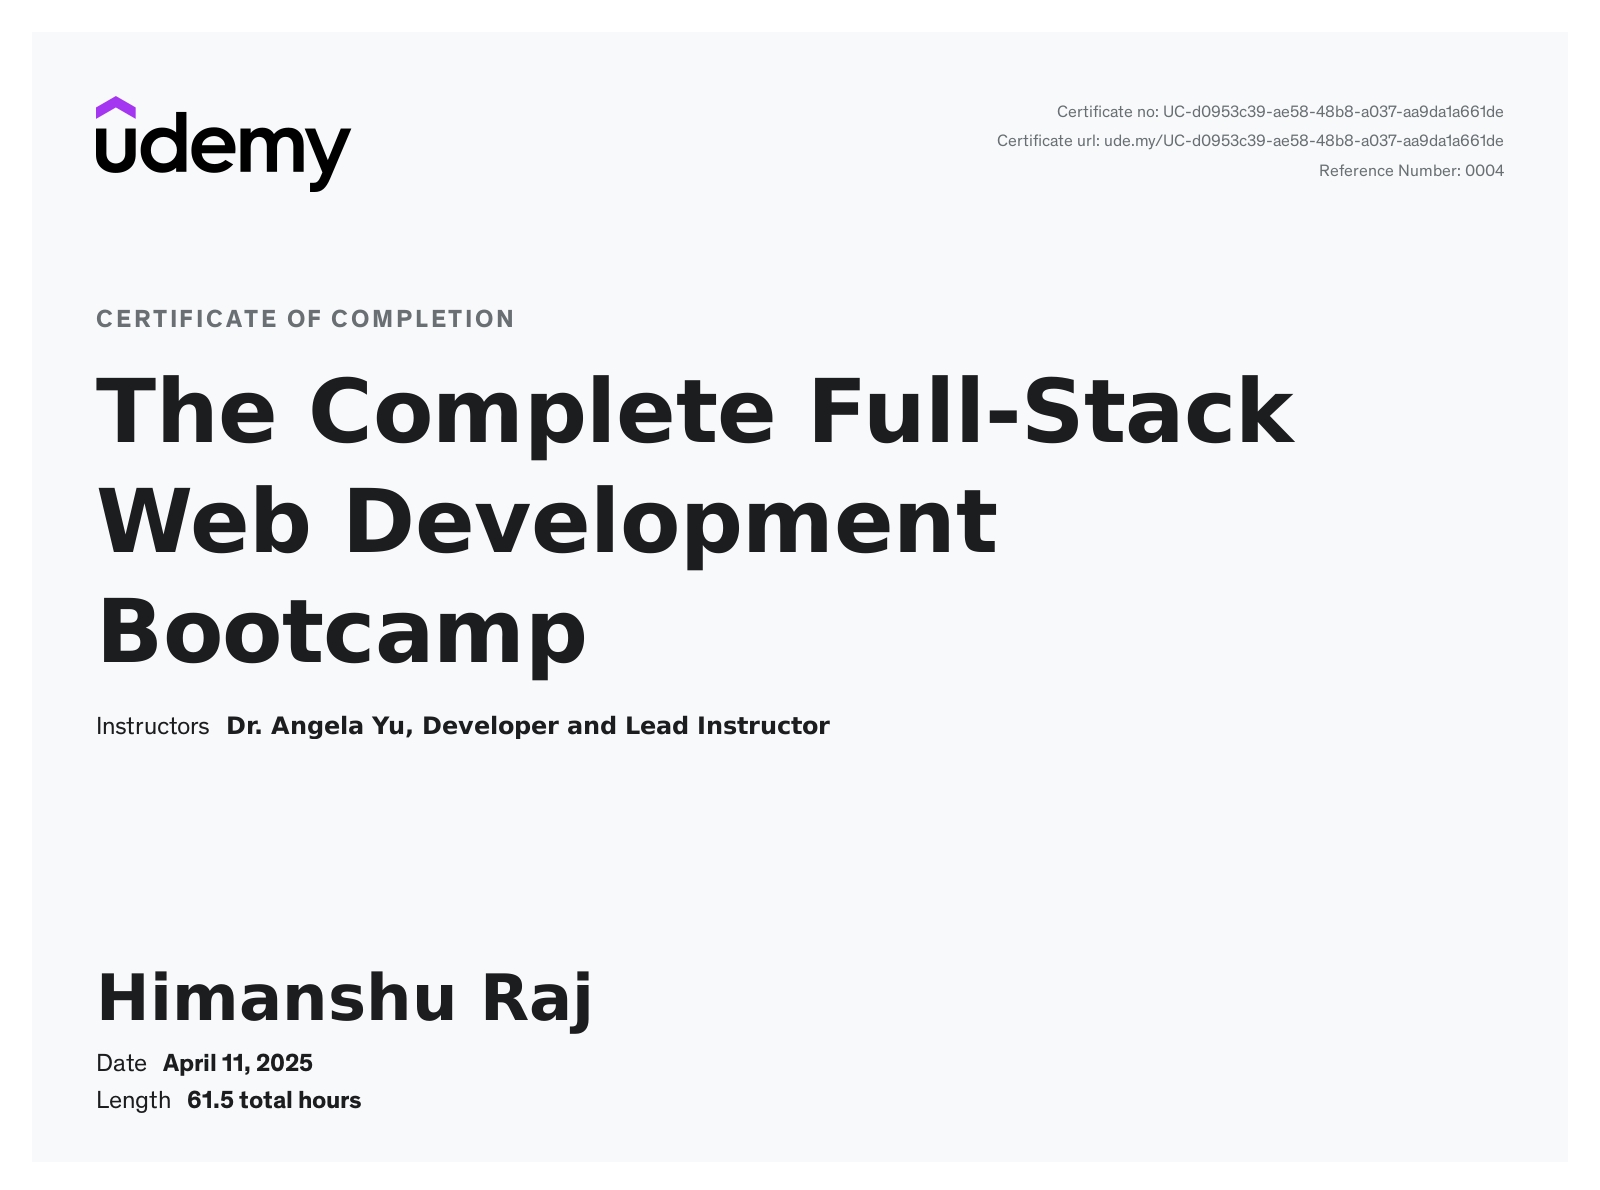 udemy
Certificate no: UC-d0953c39-ae58-48b8-a037-aa9da1a661de
Certificate url: ude.my/UC-d0953c39-ae58-48b8-a037-aa9da1a661de
Reference Number: 0004
CERTIFICATE OF COMPLETION
The Complete Full-Stack
Web Development
Bootcamp
Instructors Dr. Angela Yu, Developer and Lead Instructor
Himanshu Raj
Date April 11, 2025
Length 61.5 total hours